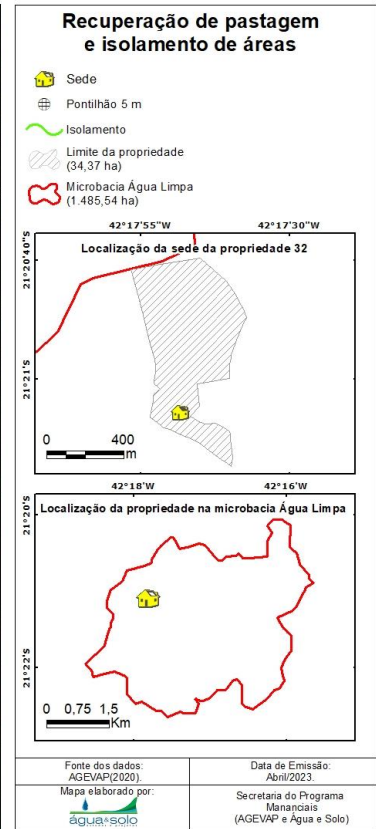 Recuperação de pastagem
e isolamento de áreas
Sede
Pontilhão 5 m
Isolamento
Limite da propriedade
(34,37 ha)
Microbacia Água Limpa
(1.485,54 ha)
42°17'55"W 42°17'30"W
Localização da sede da propriedade 32
21°20'40"S
21°21'S
0 400
m
42°18'W 42°16'W
Localização da propriedade na microbacia Água Limpa
21°20'S
21°22'S
0 0,75 1,5
Km
Fonte dos dados:
AGEVAP(2020).
Data de Emissão:
Abril/2023.
Mapa elaborado por:
água&solo
Secretaria do Programa
Mananciais
(AGEVAP e Água e Solo)